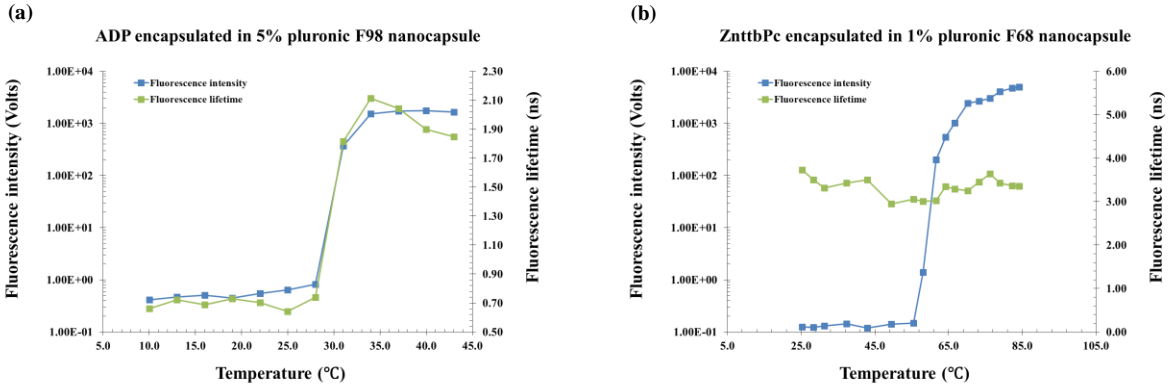 (a)
ADP encapsulated in 5% pluronic F98 nanocapsule
Fluorescence intensity (Volts)
1.00E+04
1.00E+03
1.00E+02
1.00E+01
1.00E+00
1.00E-01
Fluorescence intensity
Fluorescence lifetime
2.30
2.10
1.90
1.70
1.50
1.30
1.10
0.90
0.70
0.50
Fluorescence lifetime (ns)
5.0 10.0 15.0 20.0 25.0 30.0 35.0 40.0 45.0
Temperature (℃)
(b)
ZnttbPc encapsulated in 1% pluronic F68 nanocapsule
Fluorescence intensity (Volts)
1.00E+04
1.00E+03
1.00E+02
1.00E+01
1.00E+00
1.00E-01
Fluorescence intensity
Fluorescence lifetime
6.00
5.00
4.00
3.00
2.00
1.00
0.00
Fluorescence lifetime (ns)
5.0 25.0 45.0 65.0 85.0 105.0
Temperature (℃)